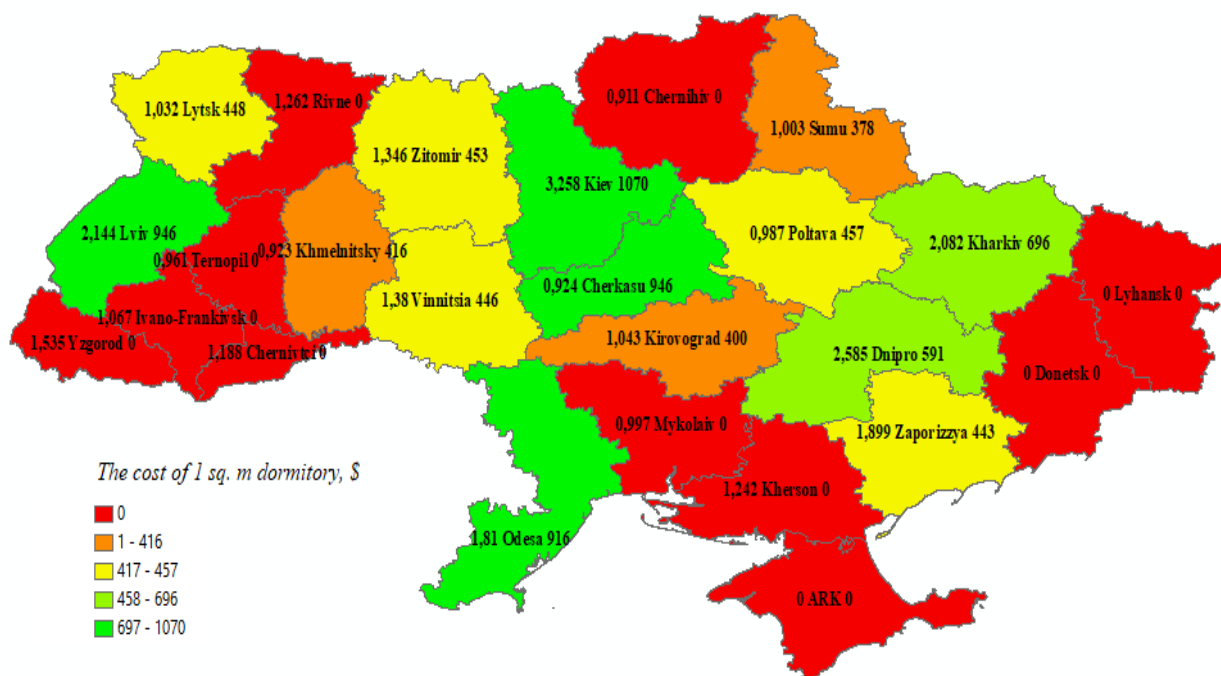 1,032 Lytsk 448
1,262 Rivne 0
0,911 Chernihiv 0
1,003 Sumu 378
1,346 Zitomir 453
3,258 Kiev 1070
2,144 Lviv 946
0,961 Ternopil 0
0,923 Khmelnitsky 416
0,987 Poltava 457
2,082 Kharkiv 696
0 Lyhansk 0
1,38 Vinnitsia 446
0,924 Cherkasu 946
1,067 Ivano-Frankivsk 0
1,535 Yzgorod 0
1,188 Chernivtci 0
1,043 Kirovograd 400
2,585 Dnipro 591
0 Donetsk 0
0,997 Mykolaiv 0
1,899 Zaporizzya 443
1,242 Kherson 0
1,81 Odesa 916
0 ARK 0
The cost of 1 sq. m dormitory, $
0
1 - 416
417 - 457
458 - 696
697 - 1070